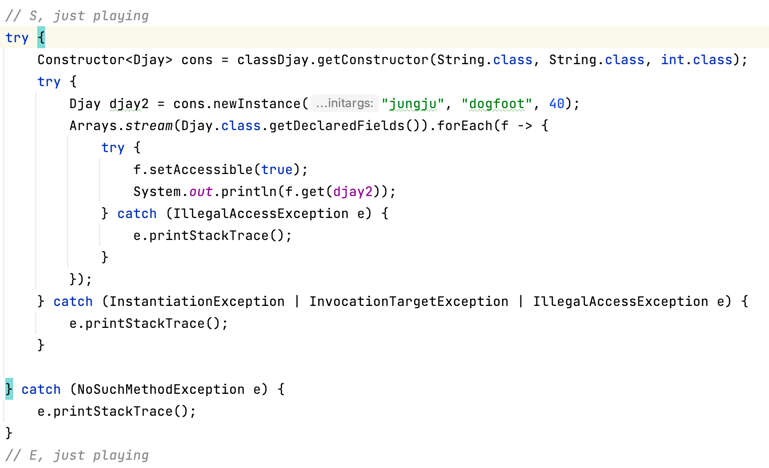 // S, just playing
try {
    Constructor<Djay> cons = classDjay.getConstructor(String.class, String.class, int.class);
    try {
        Djay djay2 = cons.newInstance( ...initargs: "jungju", "dogfoot", 40);
        Arrays.stream(Djay.class.getDeclaredFields()).forEach(f -> {
            try {
                f.setAccessible(true);
                System.out.println(f.get(djay2));
            } catch (IllegalAccessException e) {
                e.printStackTrace();
            }
        });
    } catch (InstantiationException | InvocationTargetException | IllegalAccessException e) {
        e.printStackTrace();
    }

} catch (NoSuchMethodException e) {
    e.printStackTrace();
}
// E, just playing